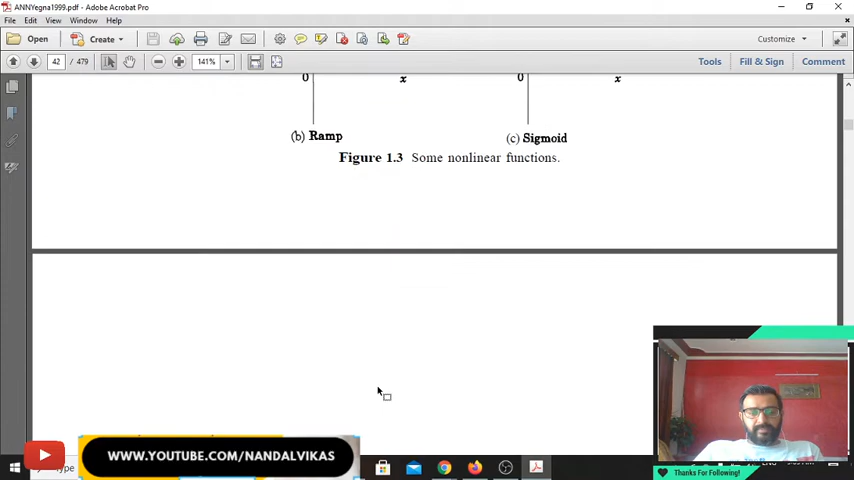 ANNYegna1999.pdf - Adobe Acrobat Pro
File Edit View Window Help
Open Create Customize
42 / 479 141% Tools Fill & Sign Comment
0 x 0 x
(b) Ramp (c) Sigmoid
Figure 1.3 Some nonlinear functions.
WWW.YOUTUBE.COM/NANDALVIKAS
Type
Thanks For Following!